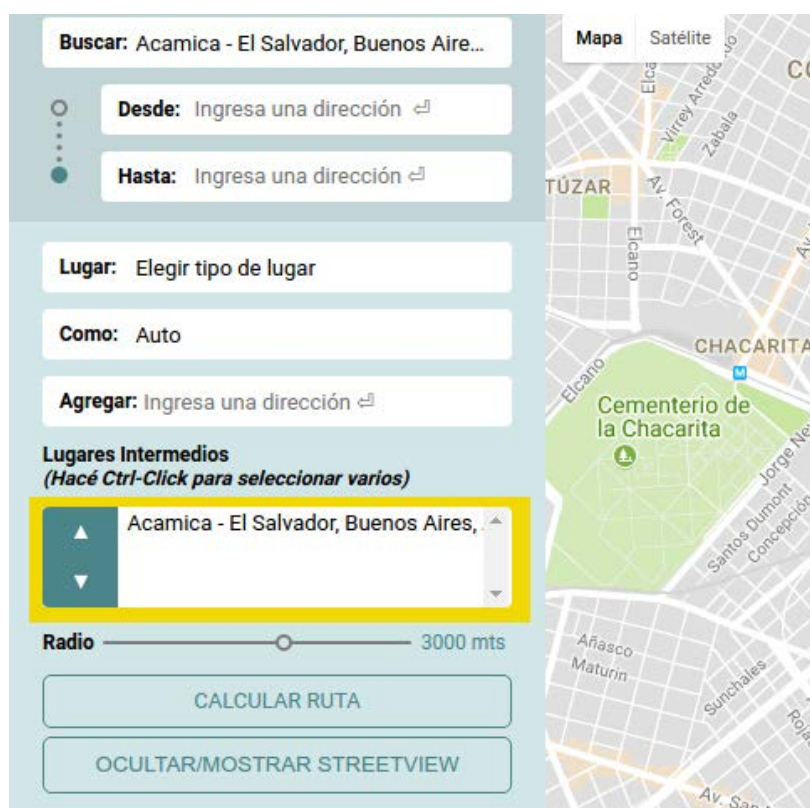 Buscar: Acamica - El Salvador, Buenos Aire...
Desde: Ingresa una dirección ⏎
Hasta: Ingresa una dirección ⏎
Lugar: Elegir tipo de lugar
Como: Auto
Agregar: Ingresa una dirección ⏎
Lugares Intermedios
(Hacé Ctrl-Click para seleccionar varios)
Acamica - El Salvador, Buenos Aires,
Radio 3000 mts
CALCULAR RUTA
OCULTAR/MOSTRAR STREETVIEW
Mapa Satélite
Virrey Arredondo
Zabala
TÚZAR
Av. Forest
Elcano
CHACARITA
M
Elcano
Cementerio de
la Chacarita
Santos Dumont
Concepción
Añasco
Maturin
Sunchales